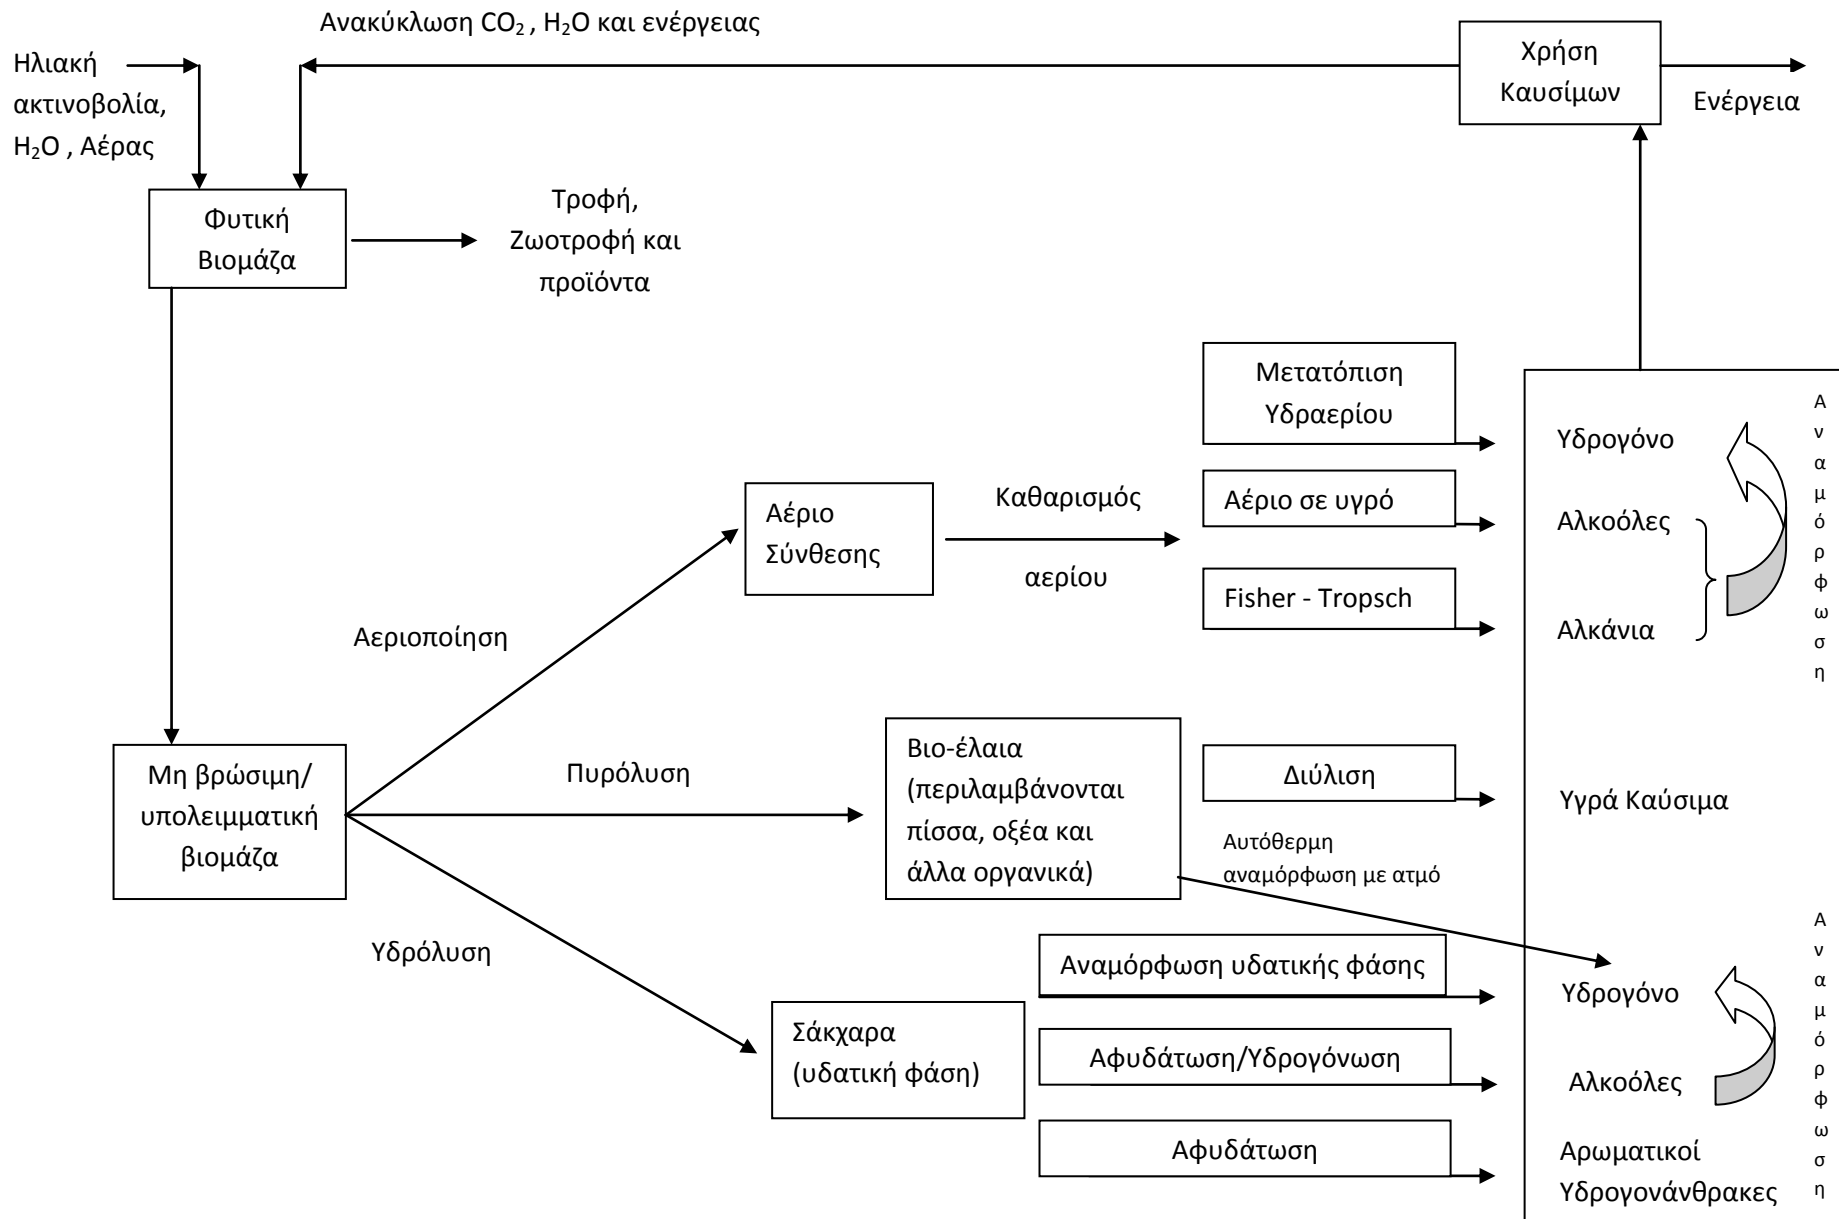 Ανακύκλωση CO₂ , H₂O και ενέργειας
Ηλιακή
ακτινοβολία,
H₂O , Αέρας
Χρήση
Καυσίμων
Ενέργεια
Φυτική
Βιομάζα
Τροφή,
Ζωοτροφή και
προϊόντα
Μετατόπιση
Υδραερίου
Υδρογόνο
Αέριο
Σύνθεσης
Καθαρισμός
αερίου
Αέριο σε υγρό
Αλκοόλες
Fisher - Tropsch
Αλκάνια
Αναμόρφωση
Αεριοποίηση
Μη βρώσιμη/
υπολειμματική
βιομάζα
Πυρόλυση
Βιο-έλαια
(περιλαμβάνονται
πίσσα, οξέα και
άλλα οργανικά)
Διύλιση
Υγρά Καύσιμα
Αυτόθερμη
αναμόρφωση με ατμό
Υδρόλυση
Σάκχαρα
(υδατική φάση)
Αναμόρφωση υδατικής φάσης
Υδρογόνο
Αφυδάτωση/Υδρογόνωση
Αλκοόλες
Αφυδάτωση
Αρωματικοί
Υδρογονάνθρακες
Αναμόρφωση